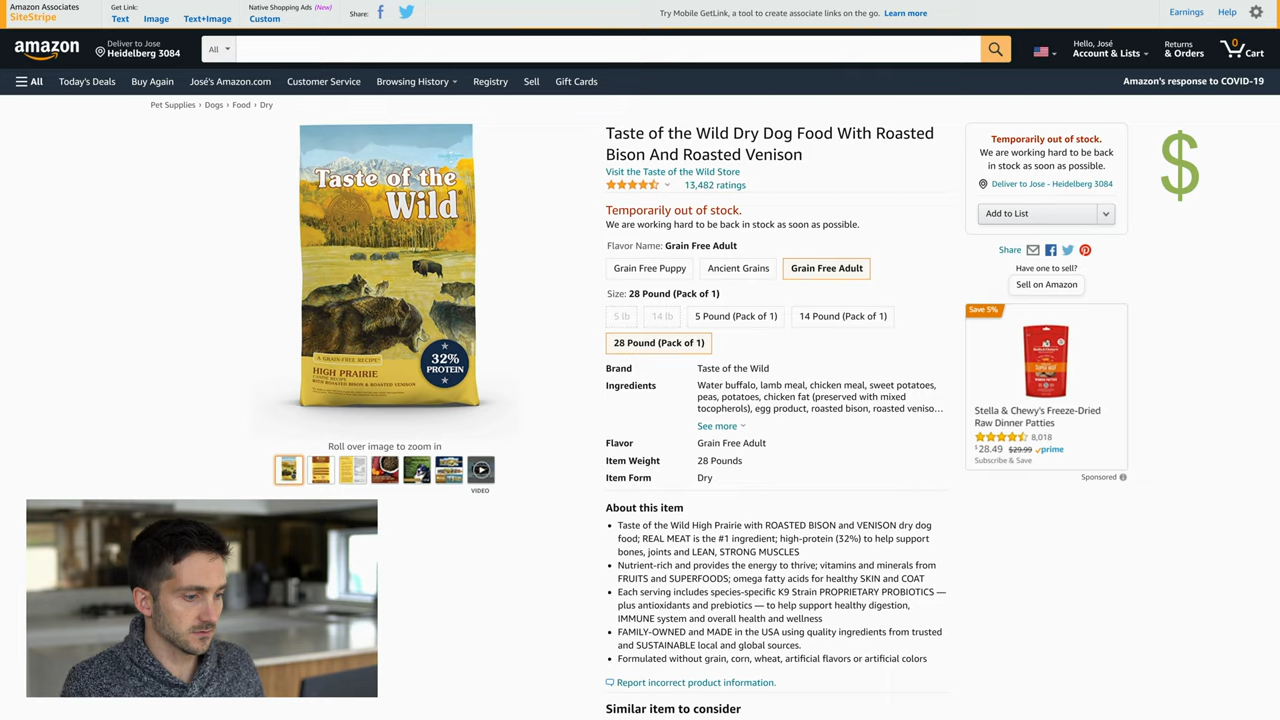 Amazon Associates
SiteStripe
Get Link:
Text Image Text+Image
Native Shopping Ads (New)
Custom
Share:
Try Mobile GetLink, a tool to create associate links on the go. Learn more
Earnings Help
amazon
Deliver to Jose
Heidelberg 3084
All
Hello, José
Account & Lists
Returns
& Orders
0
Cart
All Today's Deals Buy Again José's Amazon.com Customer Service Browsing History Registry Sell Gift Cards
Amazon's response to COVID-19
Pet Supplies › Dogs › Food › Dry
Taste of the
Wild
A GRAIN-FREE RECIPE!
HIGH PRAIRIE
CANINE RECIPE
WITH ROASTED BISON & ROASTED VENISON
32%
PROTEIN
Roll over image to zoom in
VIDEO
Taste of the Wild Dry Dog Food With Roasted
Bison And Roasted Venison
Visit the Taste of the Wild Store
13,482 ratings
Temporarily out of stock.
We are working hard to be back in stock as soon as possible.
Flavor Name: Grain Free Adult
Grain Free Puppy Ancient Grains Grain Free Adult
Size: 28 Pound (Pack of 1)
5 lb 14 lb 5 Pound (Pack of 1) 14 Pound (Pack of 1)
28 Pound (Pack of 1)
Brand Taste of the Wild
Ingredients Water buffalo, lamb meal, chicken meal, sweet potatoes,
peas, potatoes, chicken fat (preserved with mixed
tocopherols), egg product, roasted bison, roasted veniso…
See more
Flavor Grain Free Adult
Item Weight 28 Pounds
Item Form Dry
About this item
• Taste of the Wild High Prairie with ROASTED BISON and VENISON dry dog
food; REAL MEAT is the #1 ingredient; high-protein (32%) to help support
bones, joints and LEAN, STRONG MUSCLES
• Nutrient-rich and provides the energy to thrive; vitamins and minerals from
FRUITS and SUPERFOODS; omega fatty acids for healthy SKIN and COAT
• Each serving includes species-specific K9 Strain PROPRIETARY PROBIOTICS —
plus antioxidants and prebiotics — to help support healthy digestion,
IMMUNE system and overall health and wellness
• FAMILY-OWNED and MADE in the USA using quality ingredients from trusted
and SUSTAINABLE local and global sources.
• Formulated without grain, corn, wheat, artificial flavors or artificial colors
Report incorrect product information.
Similar item to consider
Temporarily out of stock.
We are working hard to be back
in stock as soon as possible.
Deliver to Jose - Heidelberg 3084
Add to List
Share
Have one to sell?
Sell on Amazon
Save 5%
Stella & Chewy's Freeze-Dried
Raw Dinner Patties
8,018
$28.49 $29.99 prime
Subscribe & Save
Sponsored
$